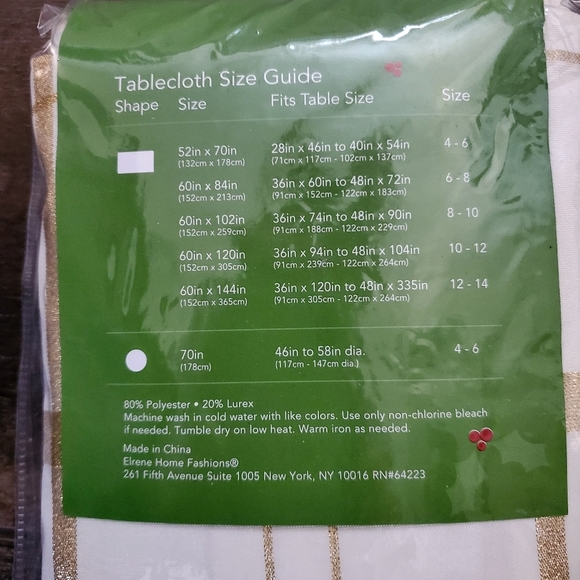 Tablecloth Size Guide
Shape Size Fits Table Size Size
52in x 70in 28in x 46in to 40in x 54in 4 - 6
(132cm x 178cm) (71cm x 117cm - 102cm x 137cm)
60in x 84in 36in x 60in to 48in x 72in 6 - 8
(152cm x 213cm) (91cm x 152cm - 122cm x 183cm)
60in x 102in 36in x 74in to 48in x 90in 8 - 10
(152cm x 259cm) (91cm x 188cm - 122cm x 229cm)
60in x 120in 36in x 94in to 48in x 104in 10 - 12
(152cm x 305cm) (91cm x 239cm - 122cm x 264cm)
60in x 144in 36in x 120in to 48in x 335in 12 - 14
(152cm x 365cm) (91cm x 305cm - 122cm x 264cm)
70in 46in to 58in dia. 4 - 6
(178cm) (117cm - 147cm dia.)
80% Polyester • 20% Lurex
Machine wash in cold water with like colors. Use only non-chlorine bleach
if needed. Tumble dry on low heat. Warm iron as needed.
Made in China
Elrene Home Fashions®
261 Fifth Avenue Suite 1005 New York, NY 10016 RN#64223